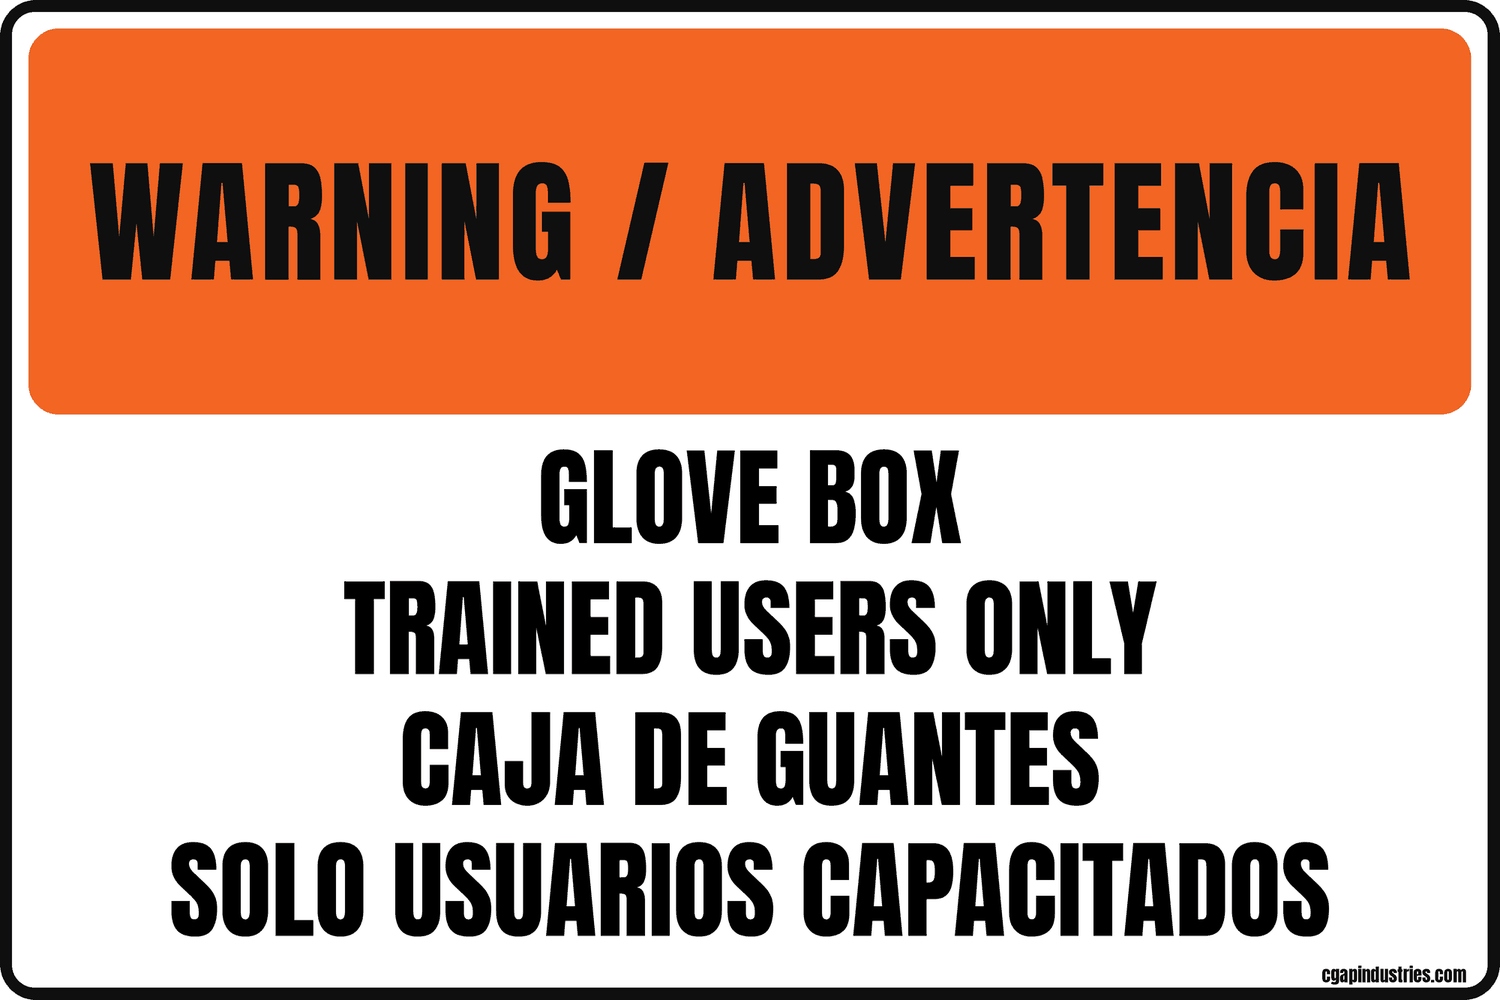 WARNING / ADVERTENCIA
GLOVE BOX
TRAINED USERS ONLY
CAJA DE GUANTES
SOLO USUARIOS CAPACITADOS
cgapindustries.com